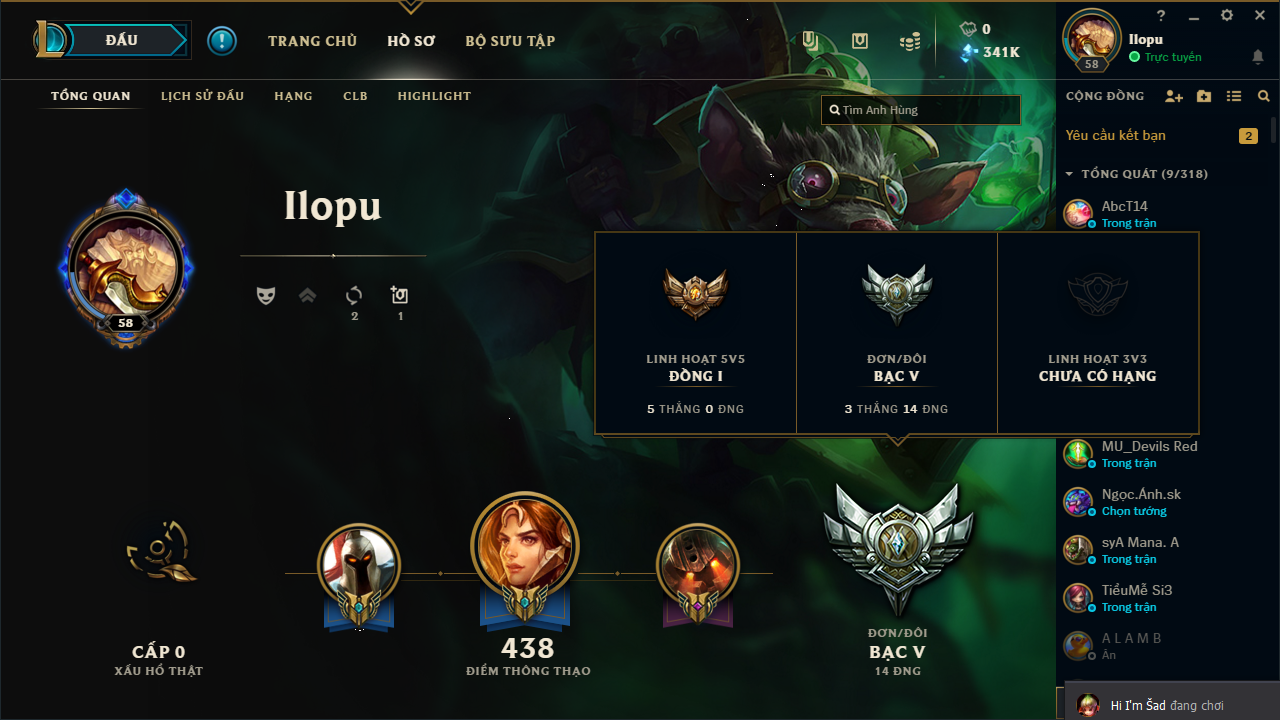 ĐẤU
!
TRANG CHỦ
HỒ SƠ
BỘ SƯU TẬP
0
341K
TỔNG QUAN
LỊCH SỬ ĐẤU
HẠNG
CLB
HIGHLIGHT
Tìm Anh Hùng
Ilopu
58
2
1
LINH HOẠT 5V5
ĐỒNG I
5 THẮNG 0 ĐNG
ĐƠN/ĐÔI
BẠC V
3 THẮNG 14 ĐNG
LINH HOẠT 3V3
CHƯA CÓ HẠNG
CẤP 0
XẤU HỔ THẬT
438
ĐIỂM THÔNG THẠO
ĐƠN/ĐÔI
BẠC V
14 ĐNG
?
Ilopu
Trực tuyến
58
CỘNG ĐỒNG
Yêu cầu kết bạn
2
TỔNG QUÁT (9/318)
AbcT14
Trong trận
MU_Devils Red
Trong trận
Ngọc.Ánh.sk
Chọn tướng
syA Mana. A
Trong trận
TiểuMễ Si3
Trong trận
A L A M B
Ẩn
Hi I'm Šad đang chơi